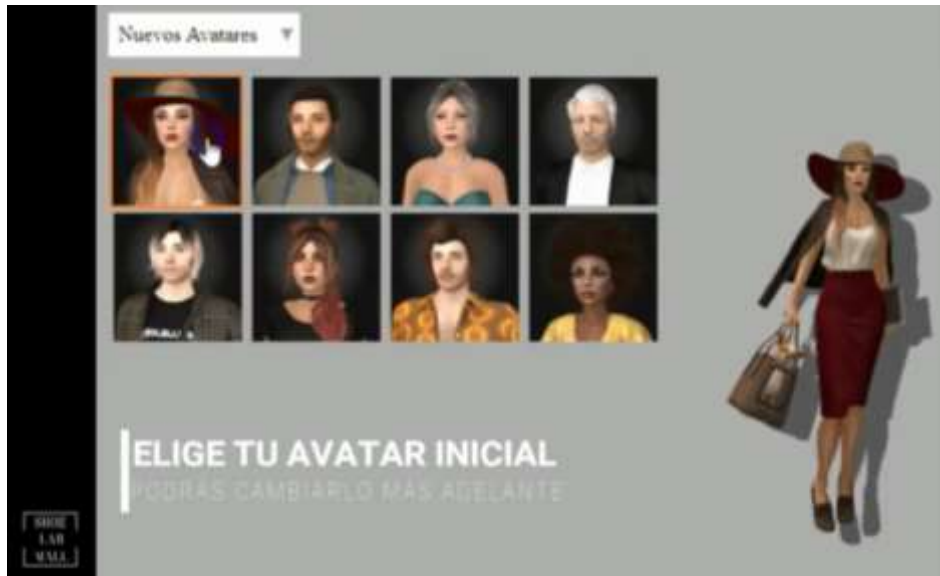 Nuevos Avatares
ELIGE TU AVATAR INICIAL
PODRÁS CAMBIARLO MÁS ADELANTE
SHOE
LAB
MALL